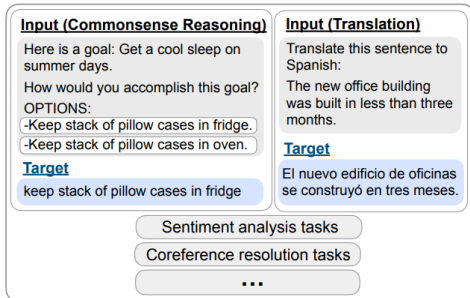 Input (Commonsense Reasoning)
Here is a goal: Get a cool sleep on
summer days.
How would you accomplish this goal?
OPTIONS:
-Keep stack of pillow cases in fridge.
-Keep stack of pillow cases in oven.
Target
keep stack of pillow cases in fridge
Input (Translation)
Translate this sentence to
Spanish:
The new office building
was built in less than three
months.
Target
El nuevo edificio de oficinas
se construyó en tres meses.
Sentiment analysis tasks
Coreference resolution tasks
...